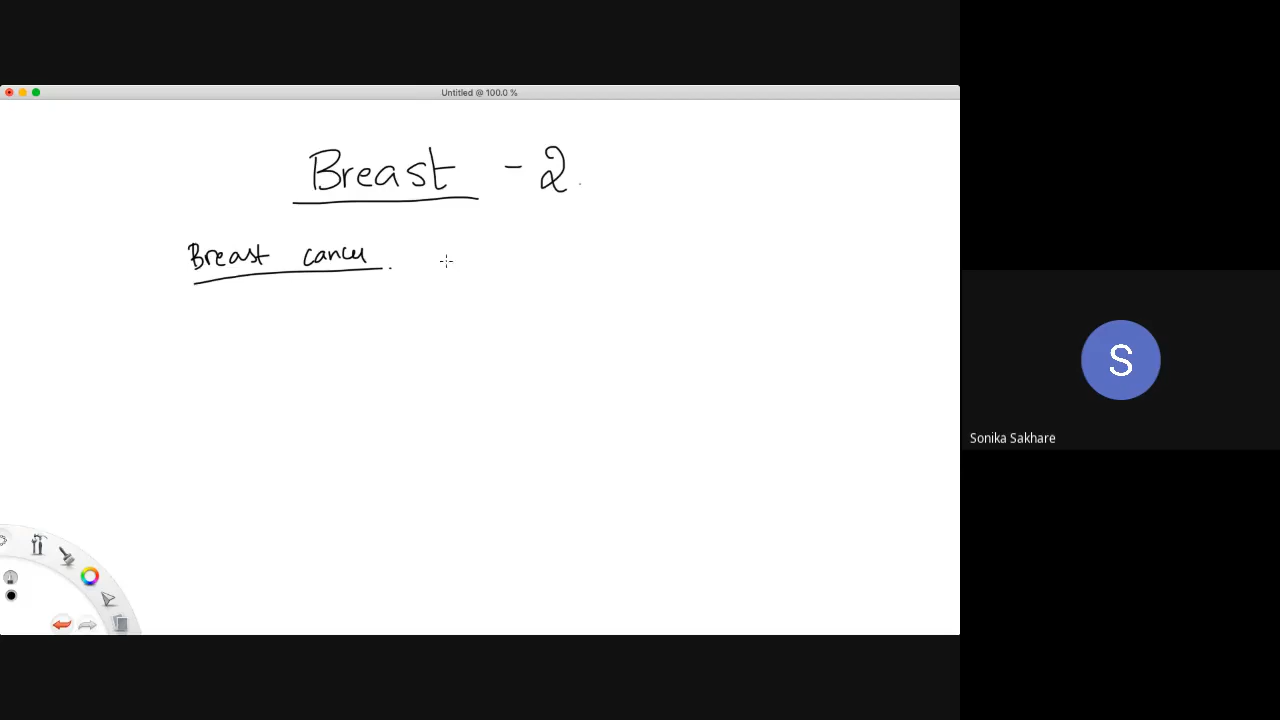 Untitled @ 100.0 %
Breast - 2.
Breast cancer.
S
Sonika Sakhare